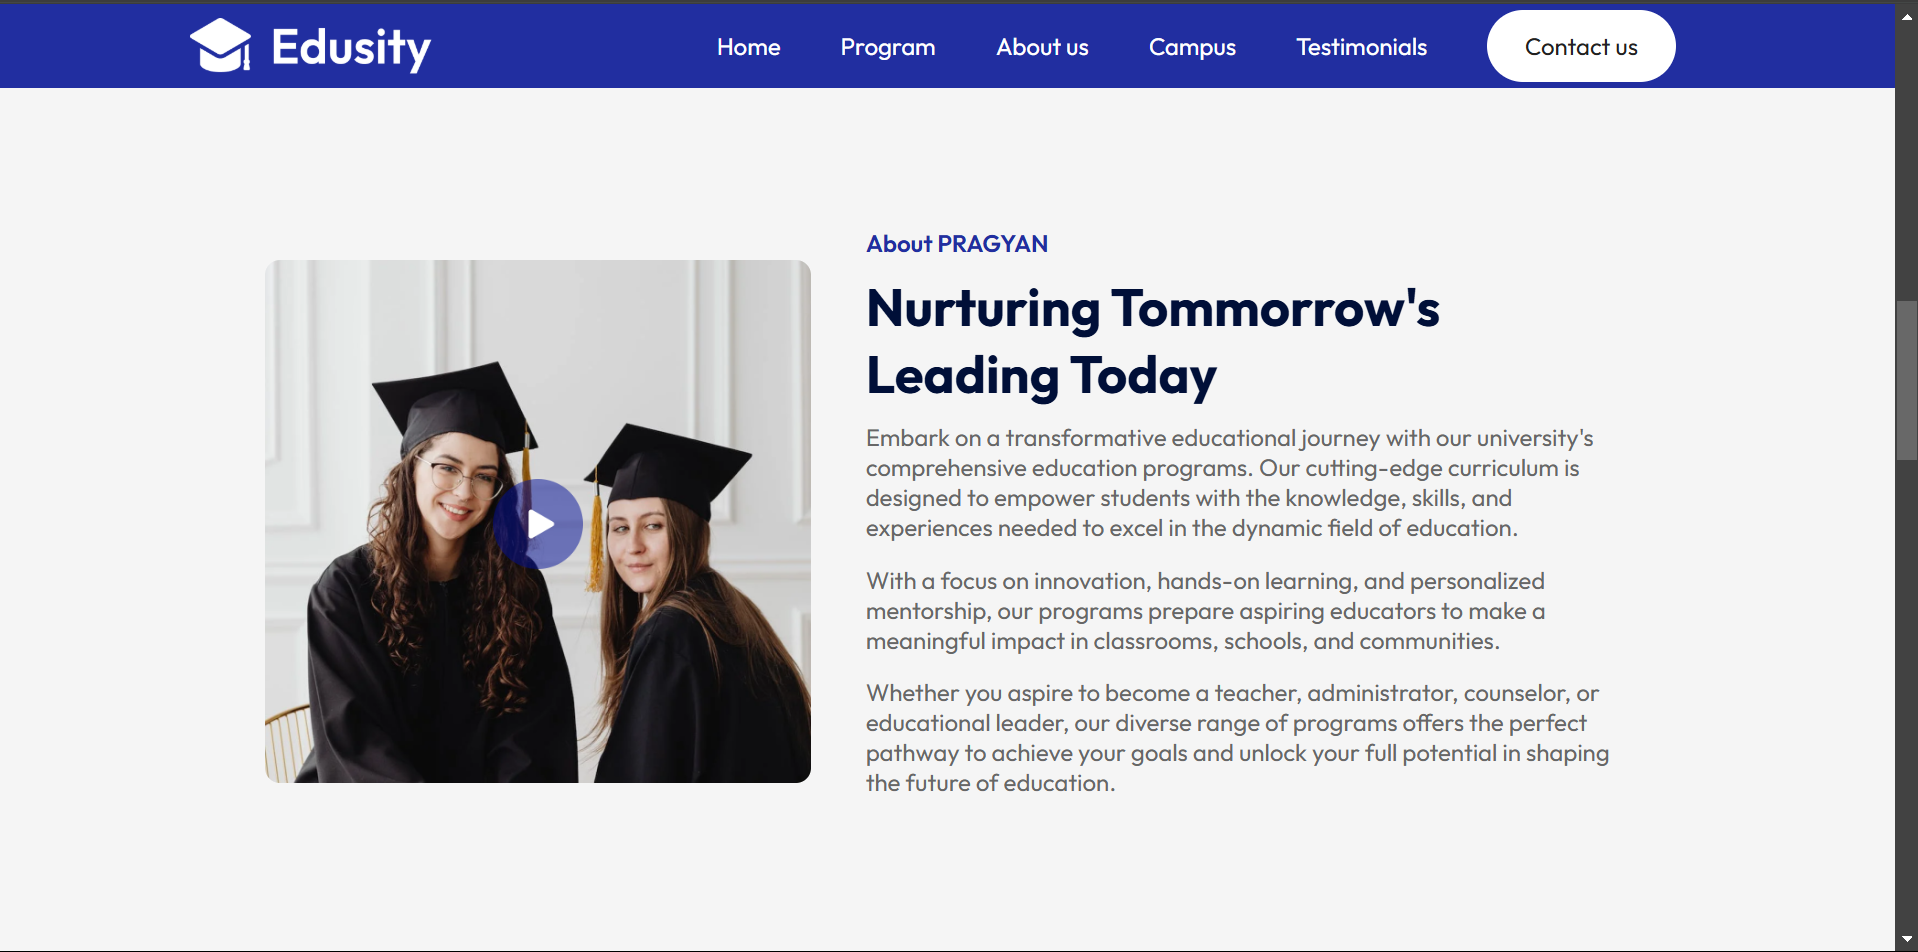 Edusity
Home
Program
About us
Campus
Testimonials
Contact us
About PRAGYAN
Nurturing Tommorrow's
Leading Today
Embark on a transformative educational journey with our university's
comprehensive education programs. Our cutting-edge curriculum is
designed to empower students with the knowledge, skills, and
experiences needed to excel in the dynamic field of education.
With a focus on innovation, hands-on learning, and personalized
mentorship, our programs prepare aspiring educators to make a
meaningful impact in classrooms, schools, and communities.
Whether you aspire to become a teacher, administrator, counselor, or
educational leader, our diverse range of programs offers the perfect
pathway to achieve your goals and unlock your full potential in shaping
the future of education.